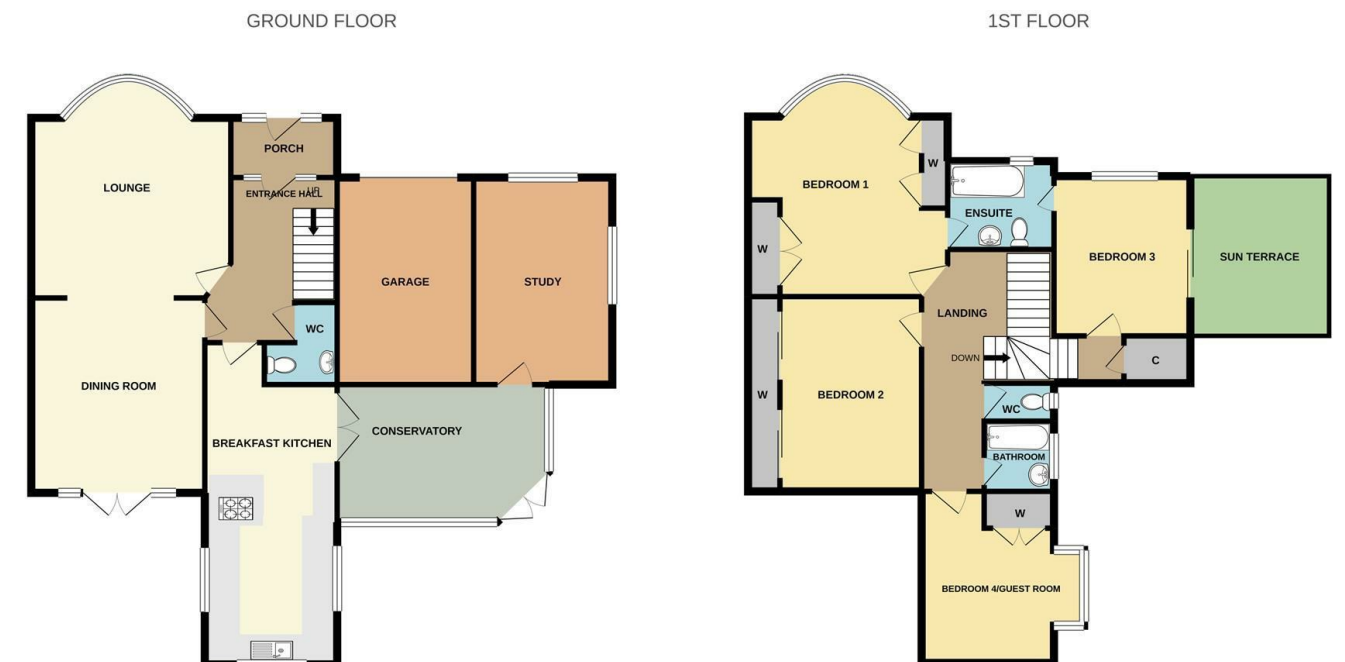 GROUND FLOOR
PORCH
LOUNGE
UP
ENTRANCE HALL
GARAGE
STUDY
WC
DINING ROOM
CONSERVATORY
BREAKFAST KITCHEN
1ST FLOOR
W
BEDROOM 1
ENSUITE
W
BEDROOM 3
SUN TERRACE
LANDING
DOWN
C
W
BEDROOM 2
WC
BATHROOM
W
BEDROOM 4/GUEST ROOM